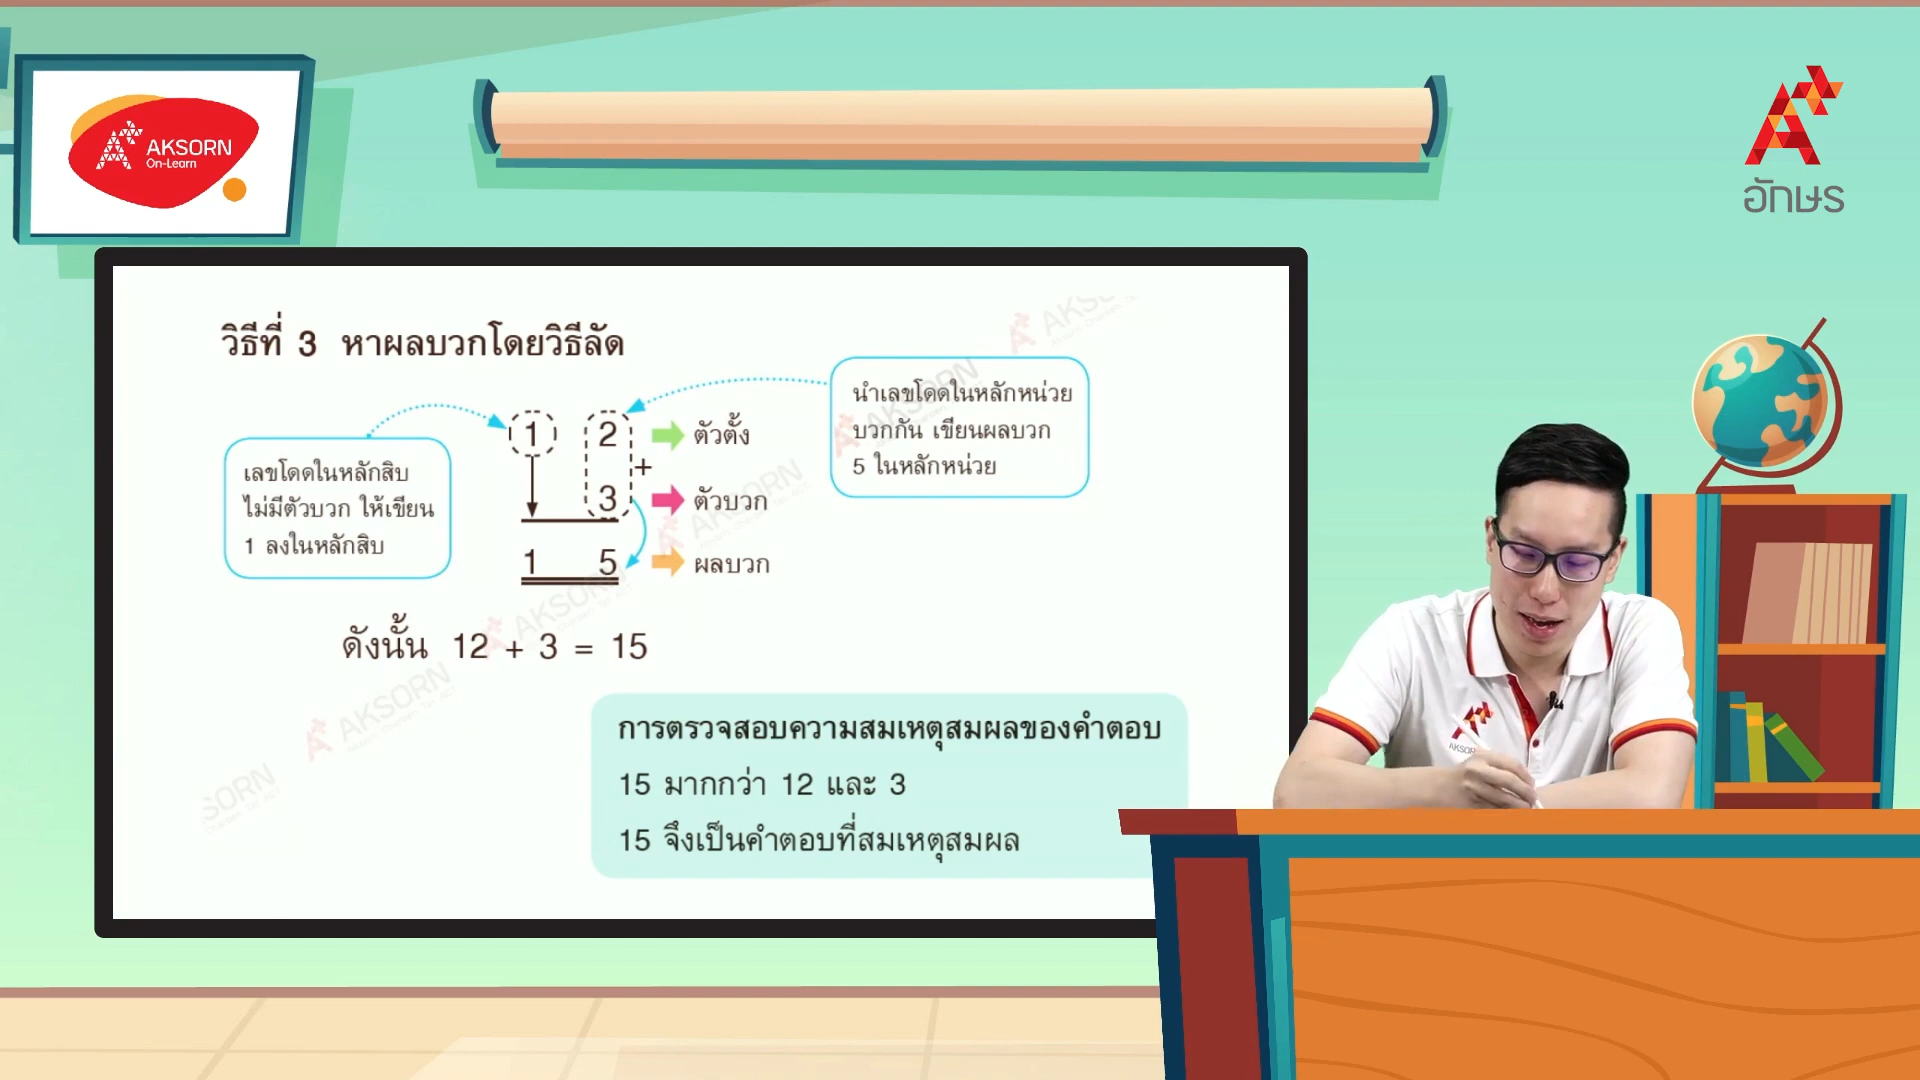 AKSORN
On-Learn
อักษร
วิธีที่ 3 หาผลบวกโดยวิธีลัด
นำเลขโดดในหลักหน่วย
บวกกัน เขียนผลบวก
5 ในหลักหน่วย
เลขโดดในหลักสิบ
ไม่มีตัวบวก ให้เขียน
1 ลงในหลักสิบ
1 2 ตัวตั้ง
+
3 ตัวบวก
1 5 ผลบวก
ดังนั้น 12 + 3 = 15
การตรวจสอบความสมเหตุสมผลของคำตอบ
15 มากกว่า 12 และ 3
15 จึงเป็นคำตอบที่สมเหตุสมผล
AKSORN
AKSORN
AKSORN
AKSORN